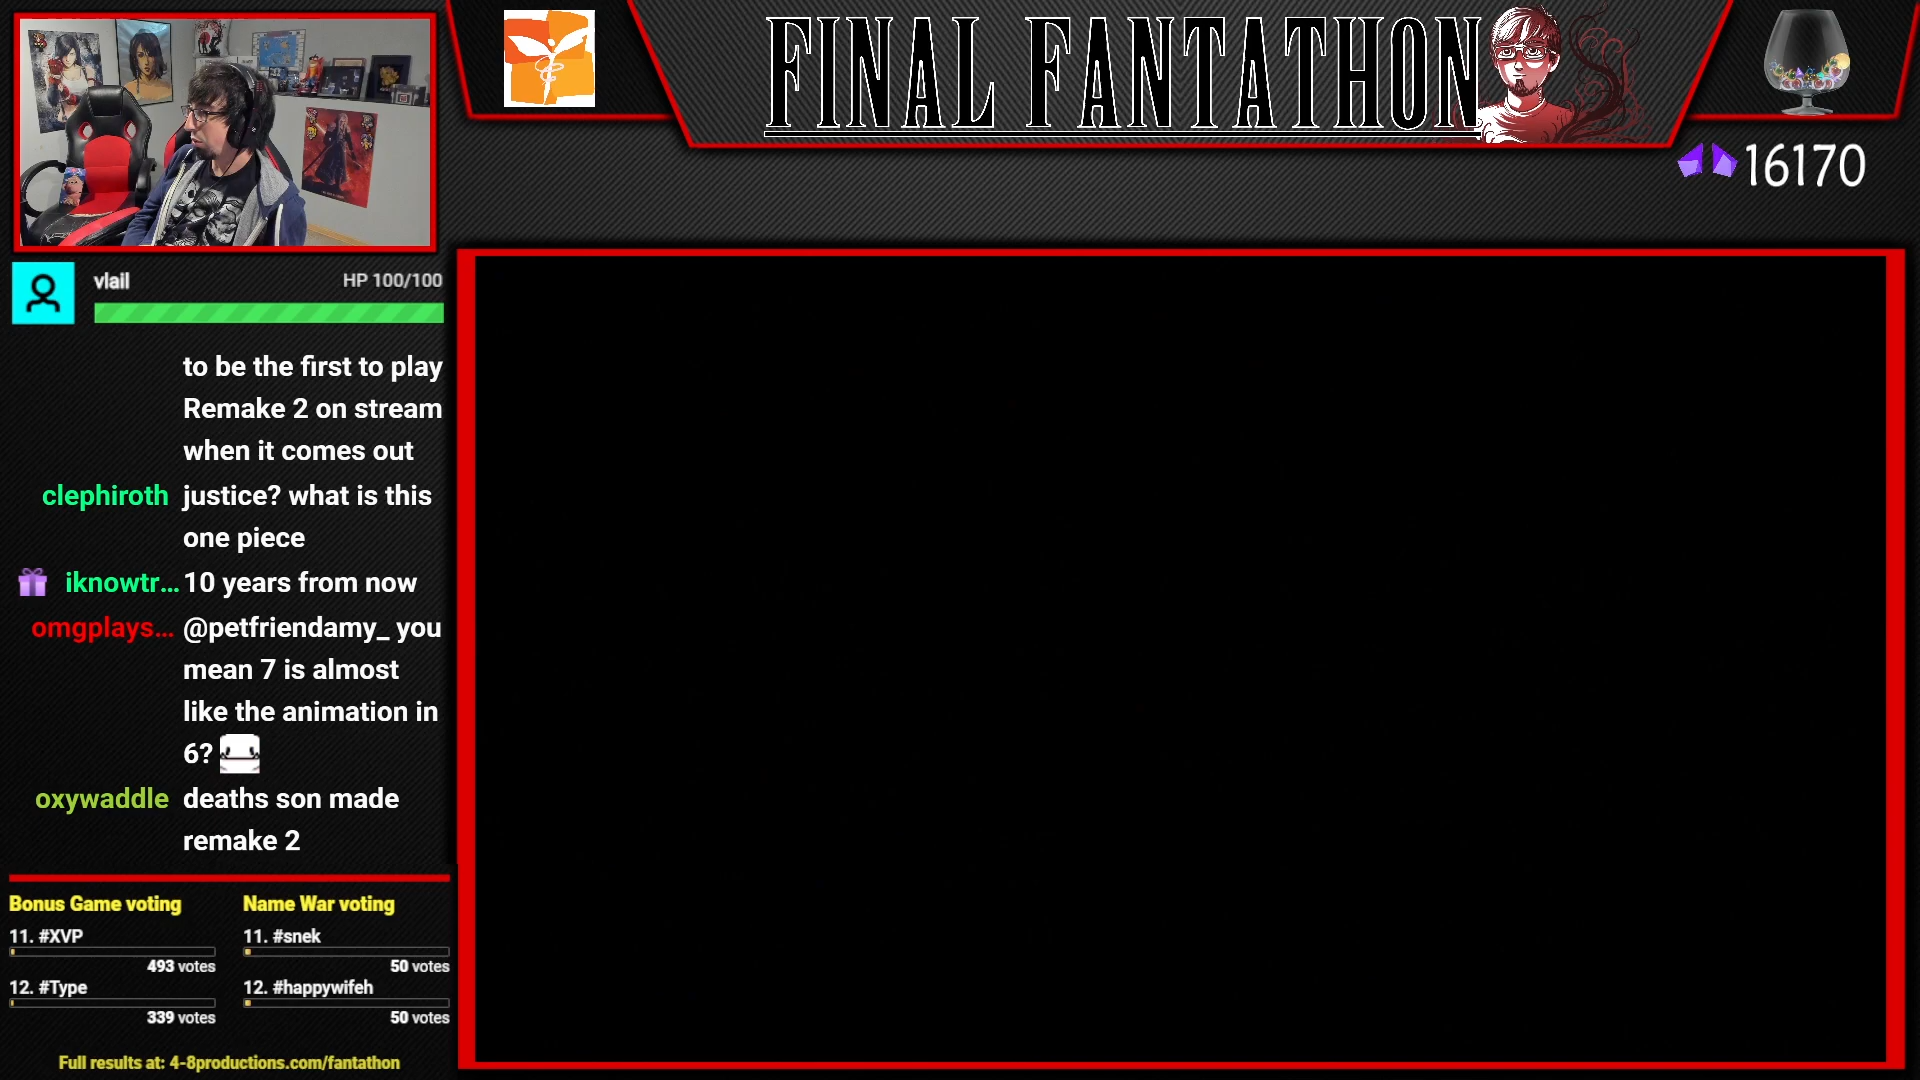 FINAL FANTATHON
16170
vlail
HP 100/100
to be the first to play
Remake 2 on stream
when it comes out
clephiroth justice? what is this
one piece
iknowtr... 10 years from now
omgplays... @petfriendamy_ you
mean 7 is almost
like the animation in
6?
oxywaddle deaths son made
remake 2
Bonus Game voting
11. #XVP
493 votes
12. #Type
339 votes
Name War voting
11. #snek
50 votes
12. #happywifeh
50 votes
Full results at: 4-8productions.com/fantathon